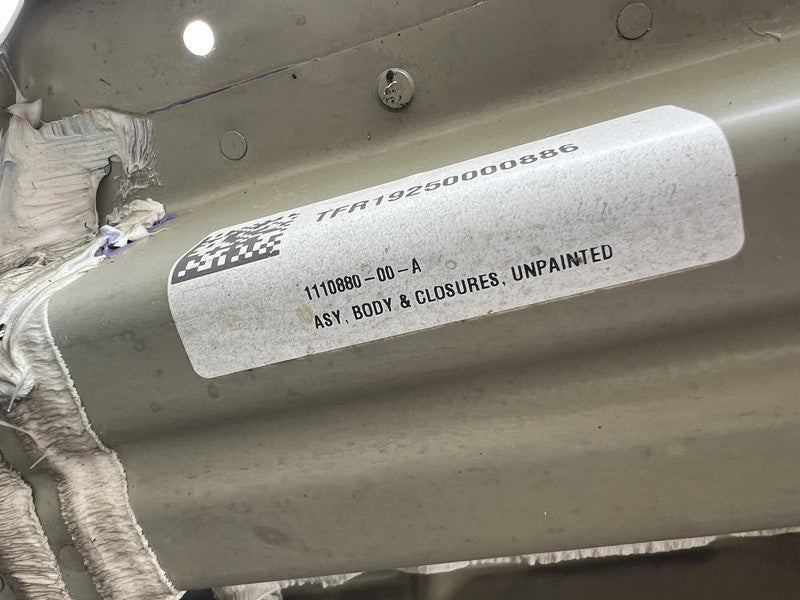 TFR19250000886
1110880-00-A
ASY, BODY & CLOSURES, UNPAINTED